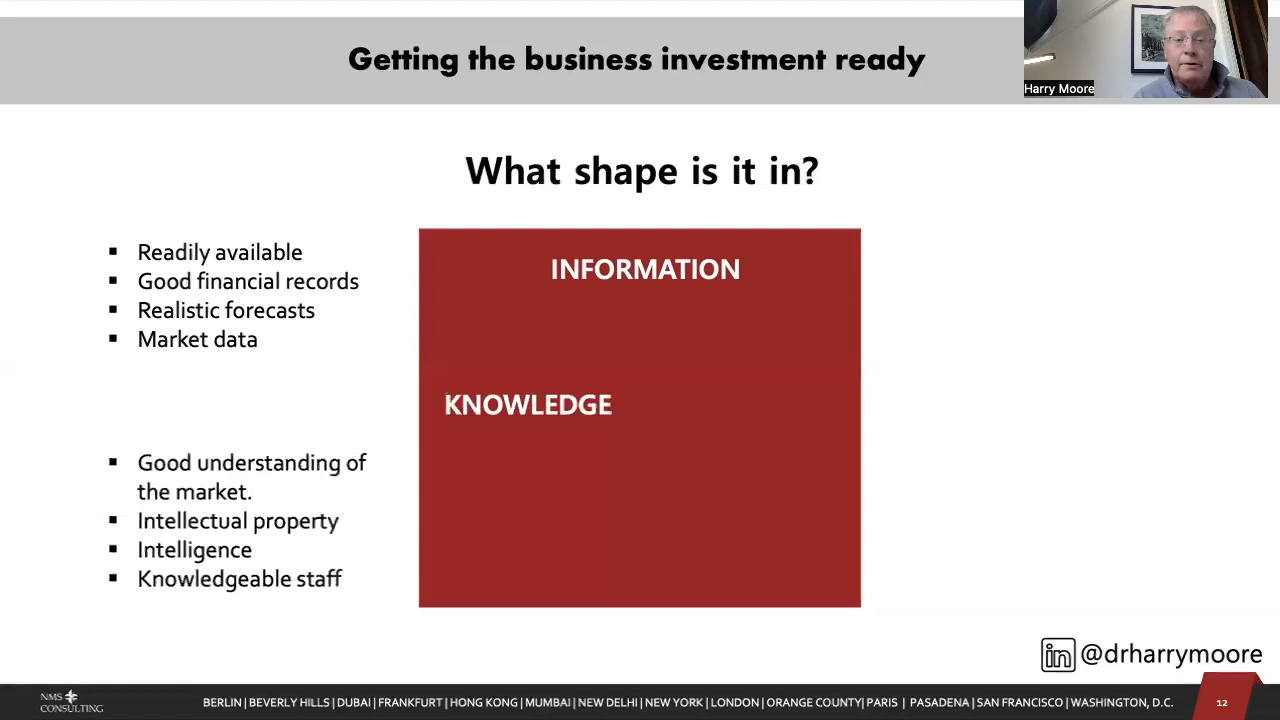 Getting the business investment ready
Harry Moore
What shape is it in?
▪ Readily available
▪ Good financial records
▪ Realistic forecasts
▪ Market data
INFORMATION
KNOWLEDGE
▪ Good understanding of
the market.
▪ Intellectual property
▪ Intelligence
▪ Knowledgeable staff
in @drharrymoore
NMS
CONSULTING
BERLIN | BEVERLY HILLS | DUBAI | FRANKFURT | HONG KONG | MUMBAI | NEW DELHI | NEW YORK | LONDON | ORANGE COUNTY| PARIS | PASADENA | SAN FRANCISCO | WASHINGTON, D.C.
12